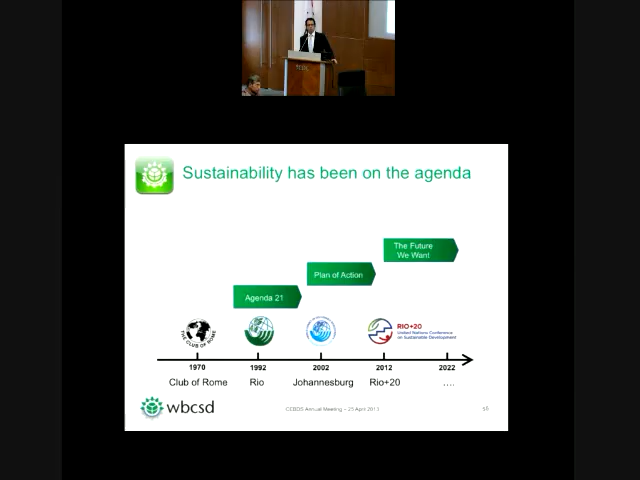 Sustainability has been on the agenda
The Future
We Want
Plan of Action
Agenda 21
THE CLUB OF ROME
RIO+20
United Nations Conference
on Sustainable Development
1970
1992
2002
2012
2022
Club of Rome
Rio
Johannesburg
Rio+20
....
wbcsd
Annual Meeting – 25 April 2013